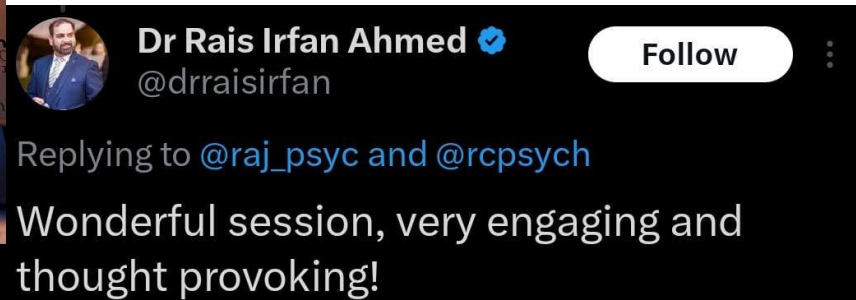 Dr Rais Irfan Ahmed
Follow
@drraisirfan
Replying to @raj_psyc and @rcpsych
Wonderful session, very engaging and
thought provoking!